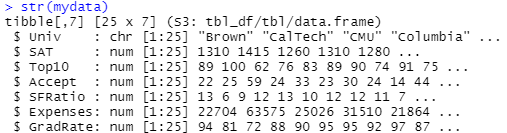 > str(mydata)
tibble[,7] [25 x 7] (S3: tbl_df/tbl/data.frame)
$ Univ : chr [1:25] "Brown" "CalTech" "CMU" "Columbia" ...
$ SAT : num [1:25] 1310 1415 1260 1310 1280 ...
$ Top10 : num [1:25] 89 100 62 76 83 89 90 74 91 75 ...
$ Accept : num [1:25] 22 25 59 24 33 23 30 24 14 44 ...
$ SFRatio : num [1:25] 13 6 9 12 13 10 12 12 11 7 ...
$ Expenses: num [1:25] 22704 63575 25026 31510 21864 ...
$ GradRate: num [1:25] 94 81 72 88 90 95 95 92 97 87 ...